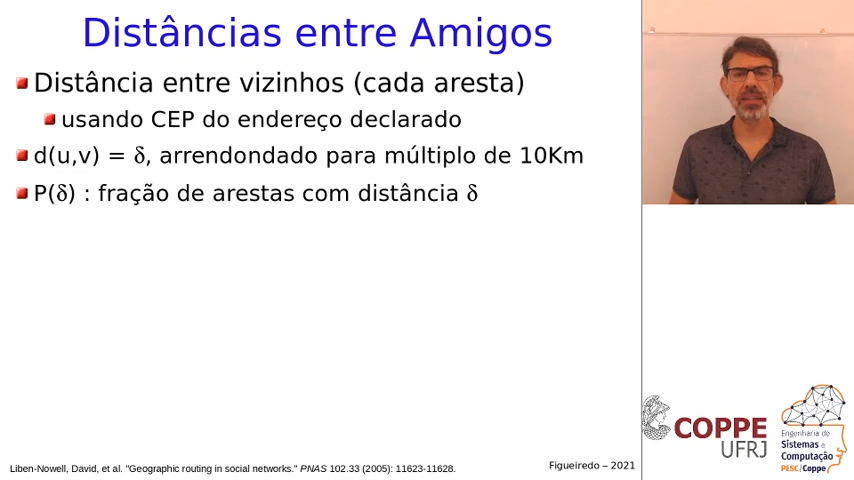 Distâncias entre Amigos
Distância entre vizinhos (cada aresta)
usando CEP do endereço declarado
d(u,v) = δ, arrendondado para múltiplo de 10Km
P(δ) : fração de arestas com distância δ
Liben-Nowell, David, et al. "Geographic routing in social networks." PNAS 102.33 (2005): 11623-11628.
Figueiredo – 2021
COPPE
UFRJ
Engenharia de
Sistemas e
Computação
PESC/Coppe